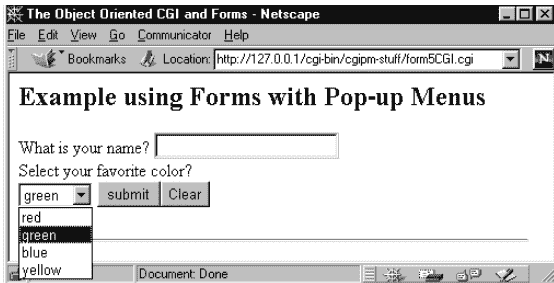 The Object Oriented CGI and Forms - Netscape
File Edit View Go Communicator Help
Bookmarks Location: http://127.0.0.1/cgi-bin/cgipm-stuff/form5CGI.cgi N
Example using Forms with Pop-up Menus
What is your name?
Select your favorite color?
green submit Clear
red
green
blue
yellow
Document: Done